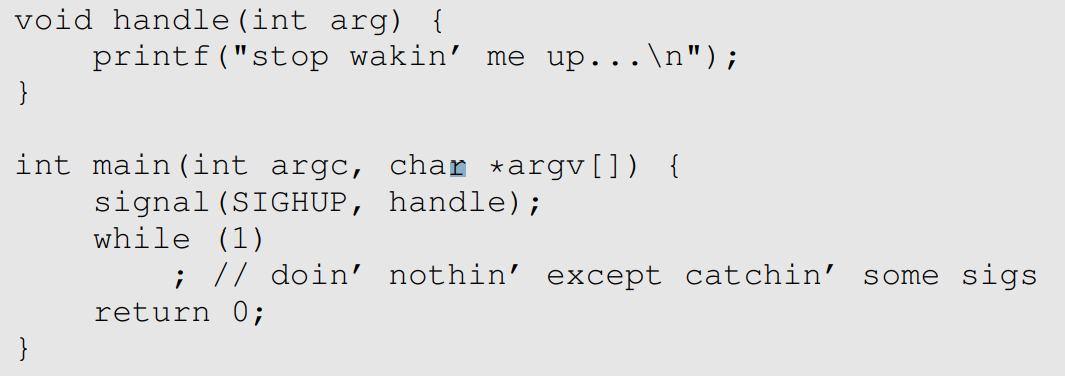 void handle(int arg) {
    printf("stop wakin’ me up...\n");
}

int main(int argc, char *argv[]) {
    signal(SIGHUP, handle);
    while (1)
        ; // doin’ nothin’ except catchin’ some sigs
    return 0;
}